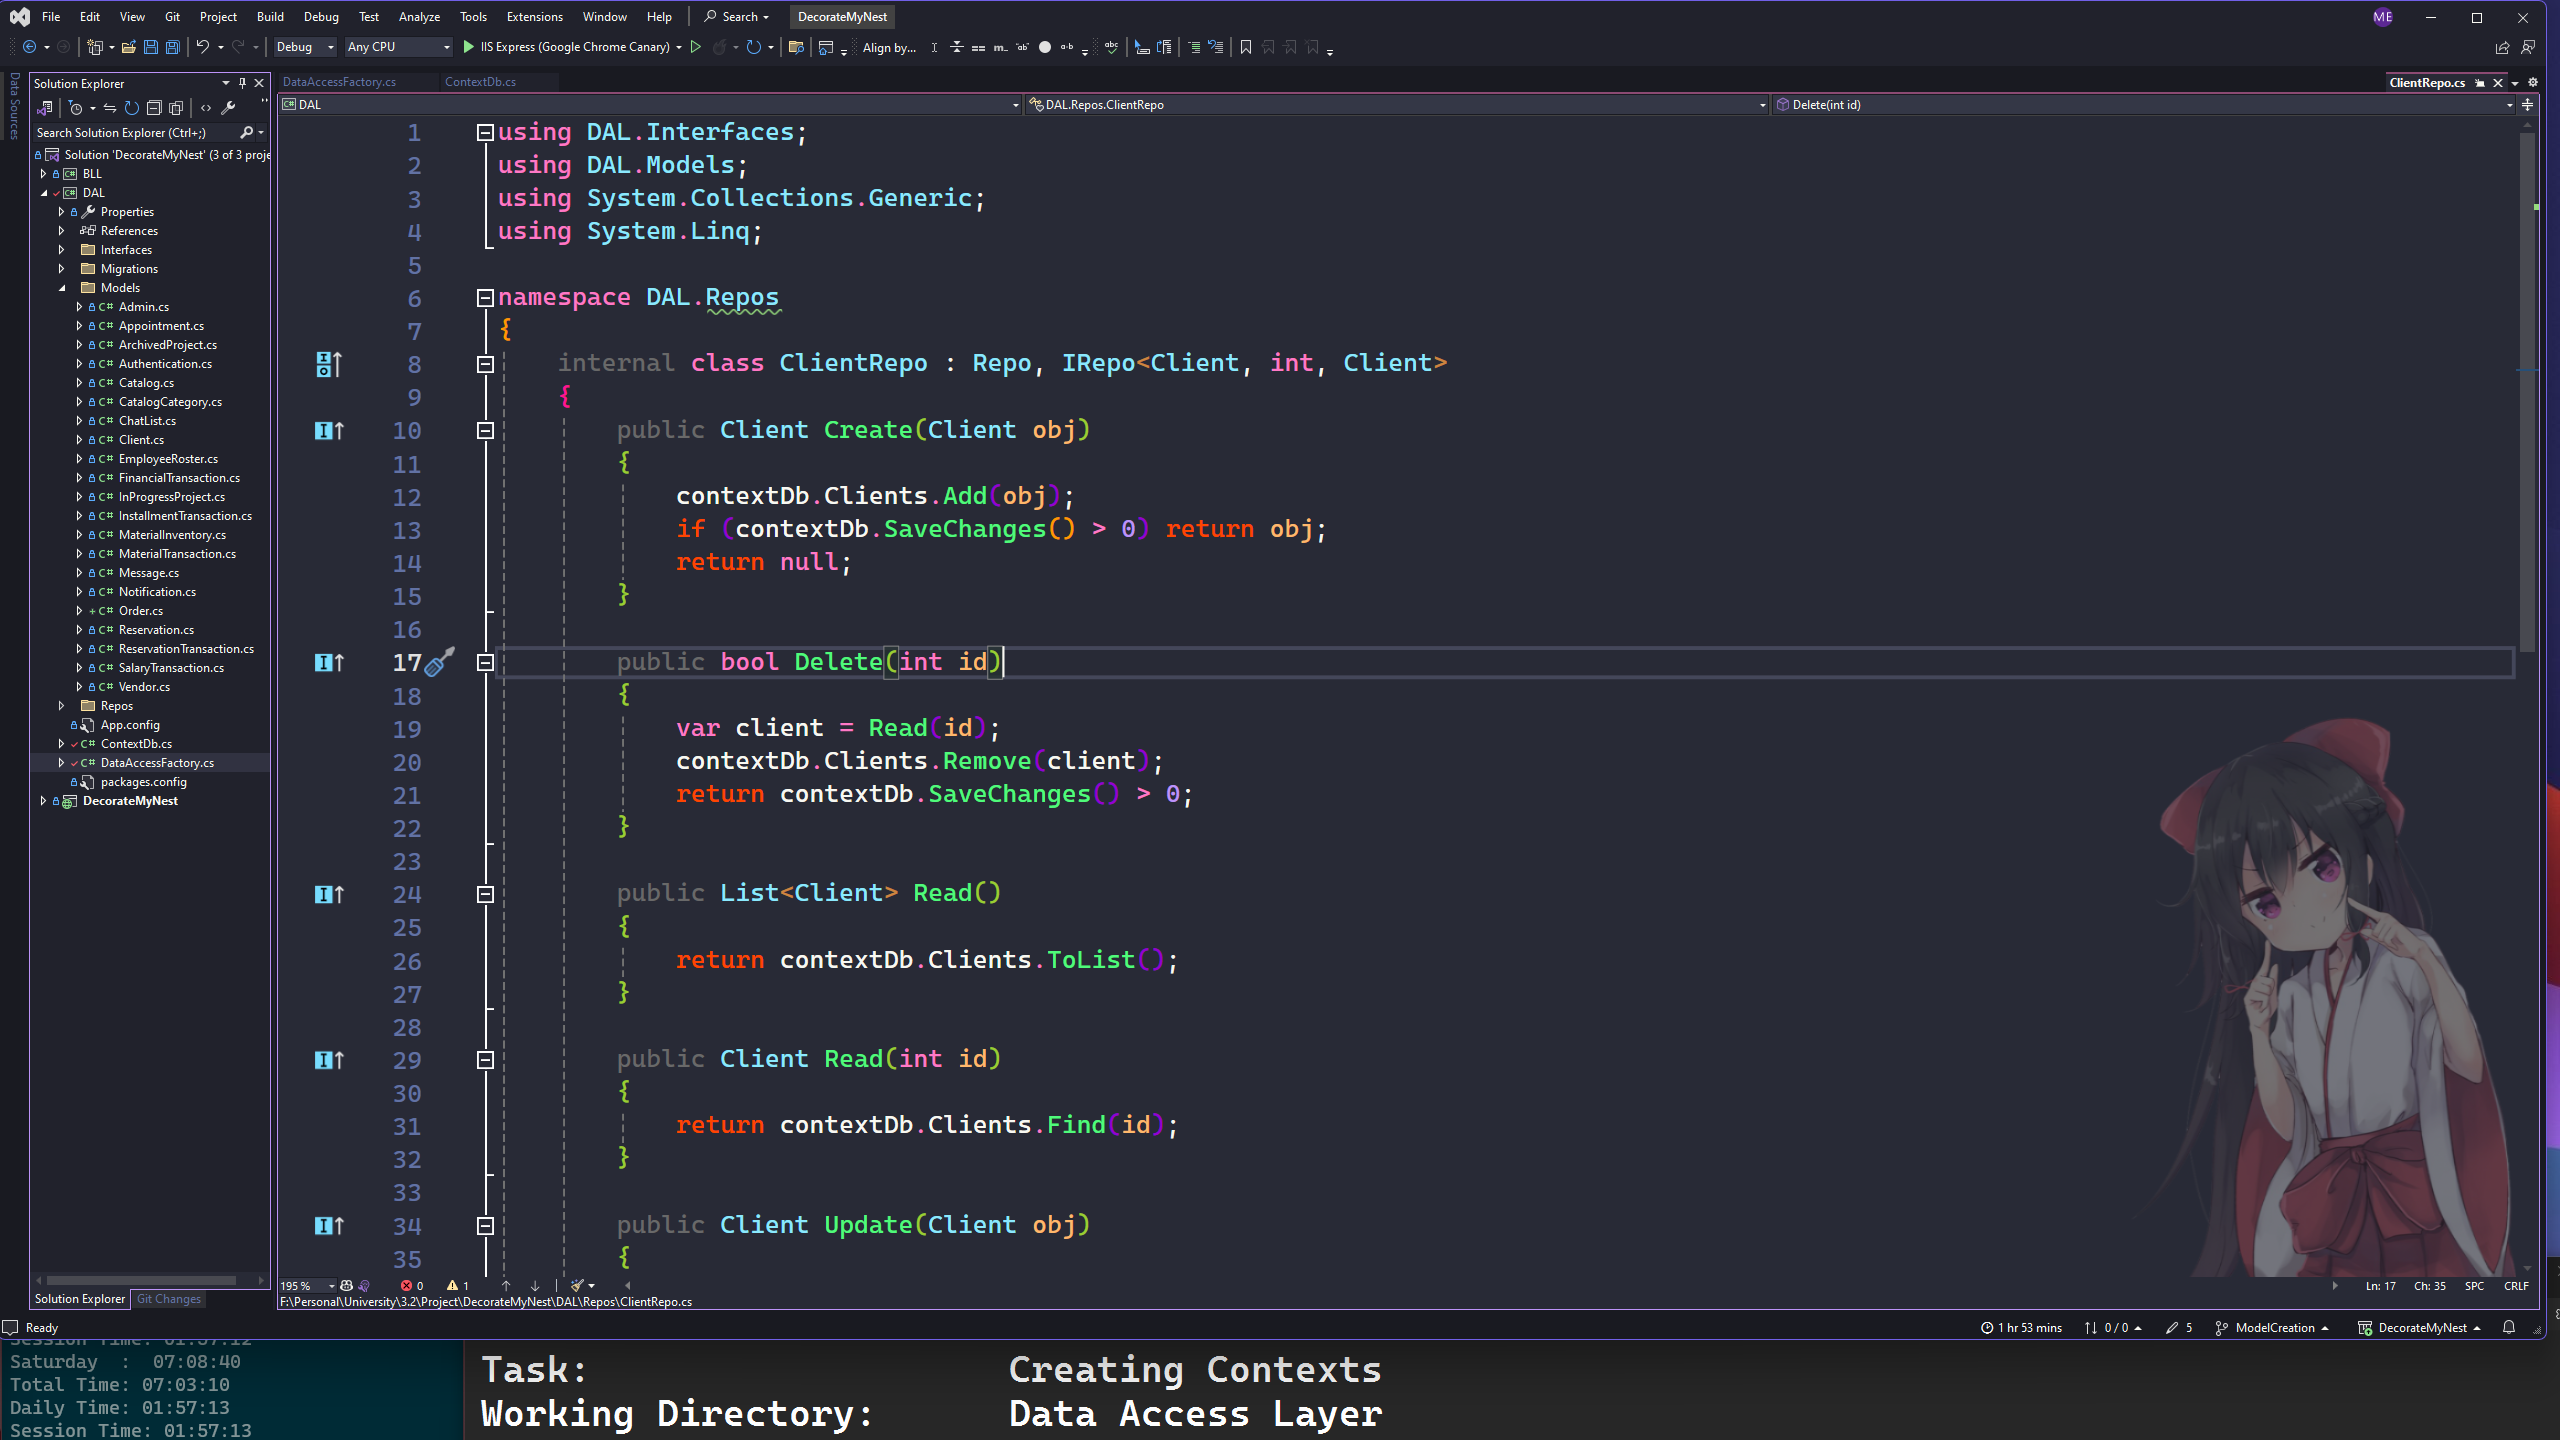 File Edit View Git Project Build Debug Test Analyze Tools Extensions Window Help Search DecorateMyNest ME
Debug Any CPU IIS Express (Google Chrome Canary) Align by...
Data Sources
Solution Explorer
Search Solution Explorer (Ctrl+;)
Solution 'DecorateMyNest' (3 of 3 proje
BLL
DAL
Properties
References
Interfaces
Migrations
Models
C# Admin.cs
C# Appointment.cs
C# ArchivedProject.cs
C# Authentication.cs
C# Catalog.cs
C# CatalogCategory.cs
C# ChatList.cs
C# Client.cs
C# EmployeeRoster.cs
C# FinancialTransaction.cs
C# InProgressProject.cs
C# InstallmentTransaction.cs
C# MaterialInventory.cs
C# MaterialTransaction.cs
C# Message.cs
C# Notification.cs
C# Order.cs
C# Reservation.cs
C# ReservationTransaction.cs
C# SalaryTransaction.cs
C# Vendor.cs
Repos
App.config
C# ContextDb.cs
C# DataAccessFactory.cs
packages.config
DecorateMyNest
Solution Explorer Git Changes
DataAccessFactory.cs ContextDb.cs ClientRepo.cs
DAL DAL.Repos.ClientRepo Delete(int id)
1 using DAL.Interfaces;
2 using DAL.Models;
3 using System.Collections.Generic;
4 using System.Linq;
5
6 namespace DAL.Repos
7 {
8 internal class ClientRepo : Repo, IRepo<Client, int, Client>
9 {
10 public Client Create(Client obj)
11 {
12 contextDb.Clients.Add(obj);
13 if (contextDb.SaveChanges() > 0) return obj;
14 return null;
15 }
16
17 public bool Delete(int id)
18 {
19 var client = Read(id);
20 contextDb.Clients.Remove(client);
21 return contextDb.SaveChanges() > 0;
22 }
23
24 public List<Client> Read()
25 {
26 return contextDb.Clients.ToList();
27 }
28
29 public Client Read(int id)
30 {
31 return contextDb.Clients.Find(id);
32 }
33
34 public Client Update(Client obj)
35 {
195 % 0 1 Ln: 17 Ch: 35 SPC CRLF
F:\Personal\University\3.2\Project\DecorateMyNest\DAL\Repos\ClientRepo.cs
Ready 1 hr 53 mins 0 / 0 5 ModelCreation DecorateMyNest
Session Time: 01:57:12
Saturday : 07:08:40
Total Time: 07:03:10
Daily Time: 01:57:13
Session Time: 01:57:13
Task: Creating Contexts
Working Directory: Data Access Layer